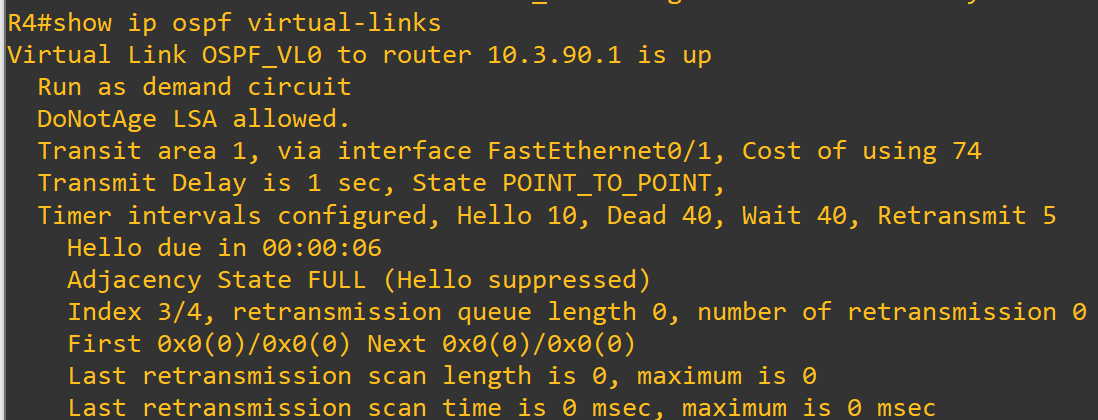 R4#show ip ospf virtual-links
Virtual Link OSPF_VL0 to router 10.3.90.1 is up
Run as demand circuit
DoNotAge LSA allowed.
Transit area 1, via interface FastEthernet0/1, Cost of using 74
Transmit Delay is 1 sec, State POINT_TO_POINT,
Timer intervals configured, Hello 10, Dead 40, Wait 40, Retransmit 5
Hello due in 00:00:06
Adjacency State FULL (Hello suppressed)
Index 3/4, retransmission queue length 0, number of retransmission 0
First 0x0(0)/0x0(0) Next 0x0(0)/0x0(0)
Last retransmission scan length is 0, maximum is 0
Last retransmission scan time is 0 msec, maximum is 0 msec